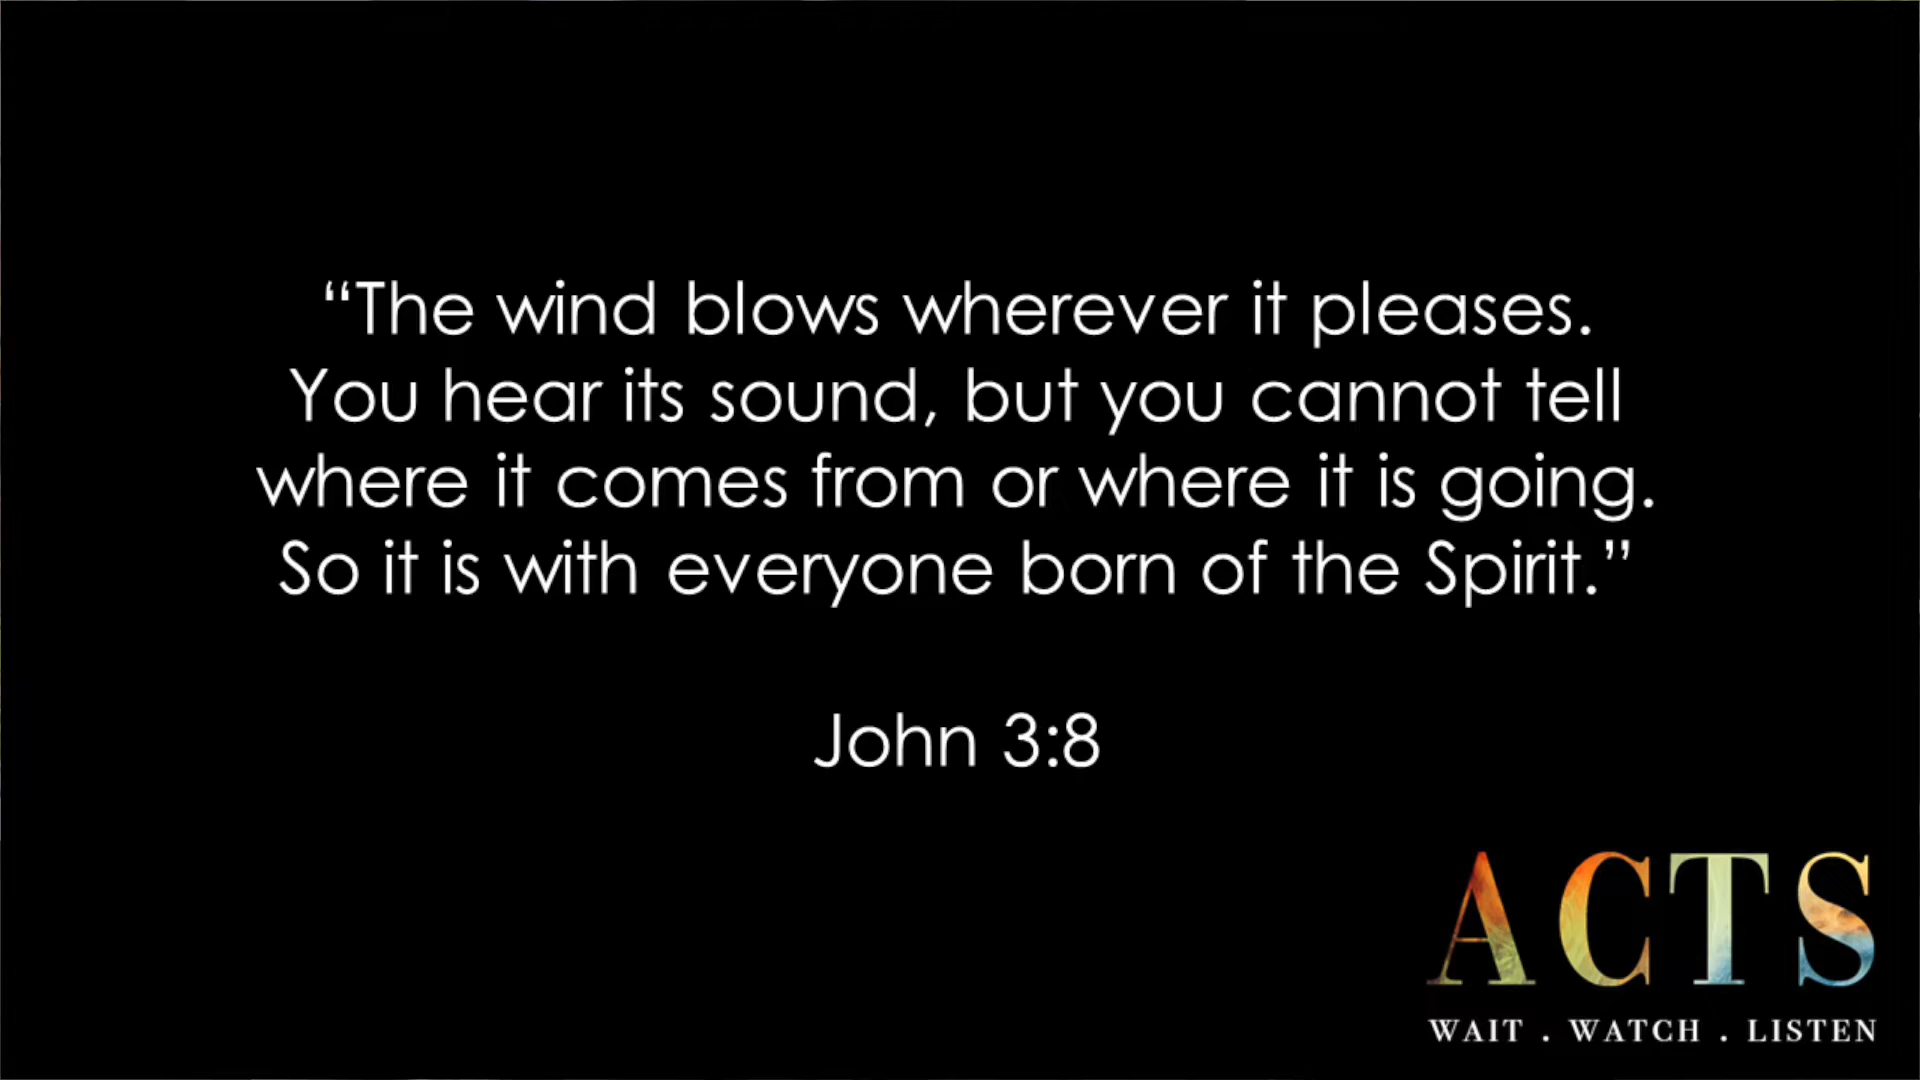 “The wind blows wherever it pleases.
You hear its sound, but you cannot tell
where it comes from or where it is going.
So it is with everyone born of the Spirit.”
John 3:8
ACTS
WAIT . WATCH . LISTEN